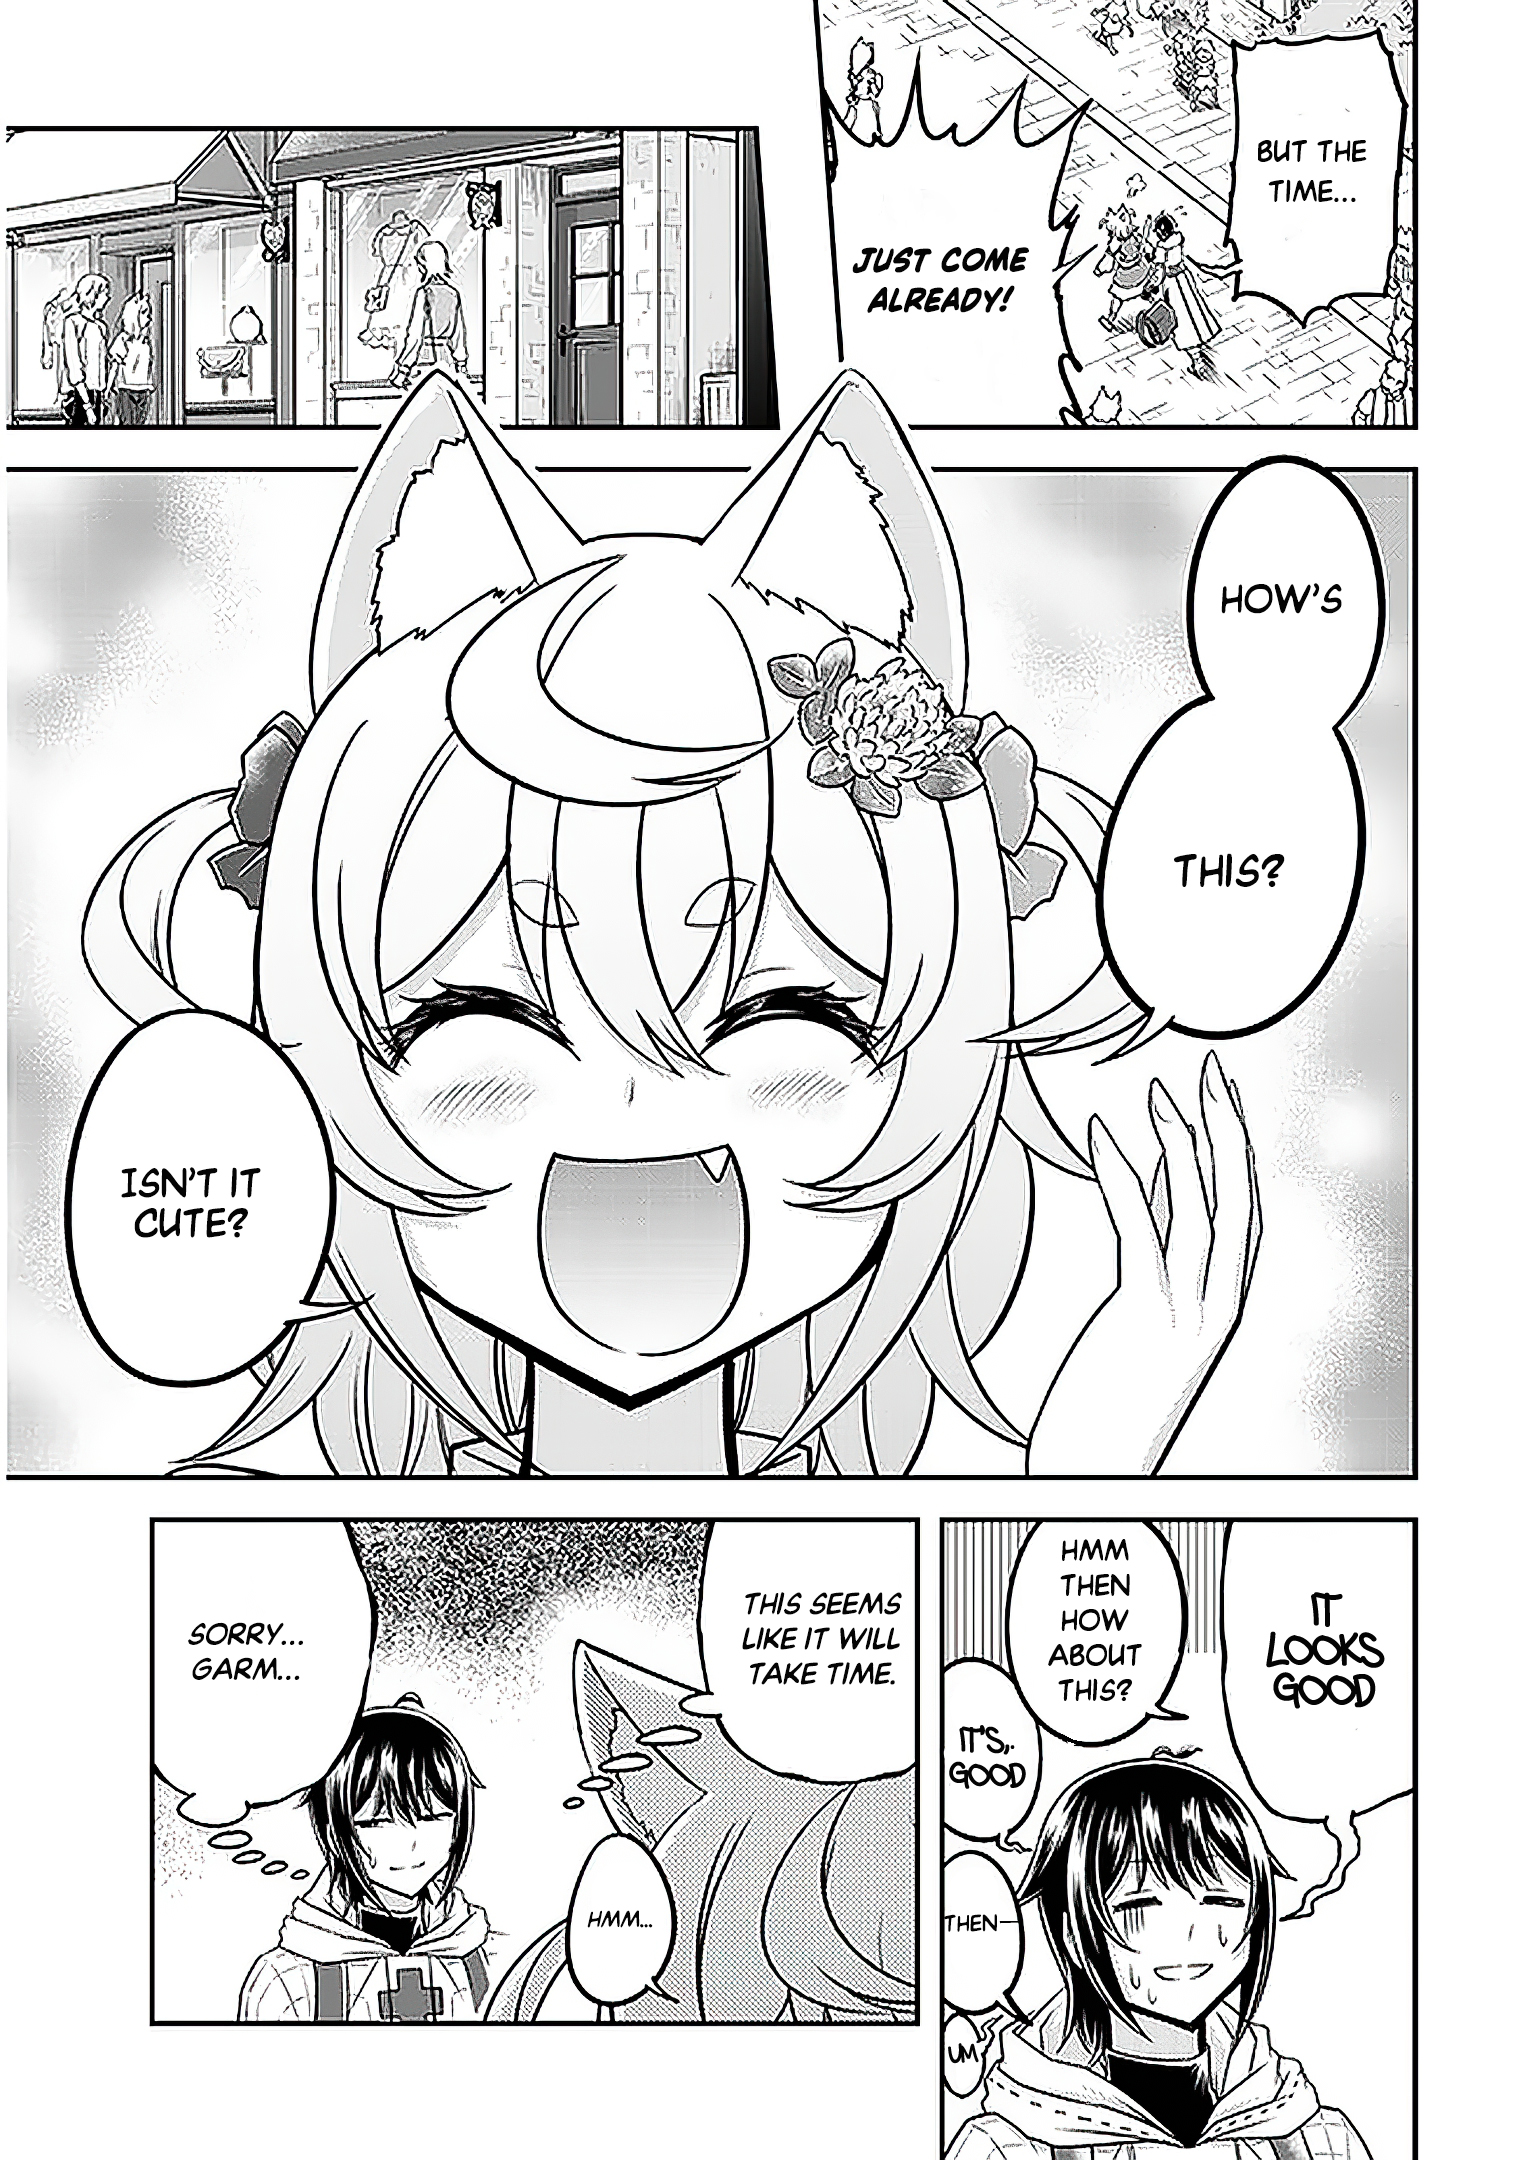 BUT THE
TIME...
JUST COME
ALREADY!
HOW'S
THIS?
ISN'T IT
CUTE?
IT
LOOKS
GOOD
HMM
THEN
HOW
ABOUT
THIS?
IT'S,.
GOOD
THEN—
UM
THIS SEEMS
LIKE IT WILL
TAKE TIME.
HMM...
SORRY...
GARM...